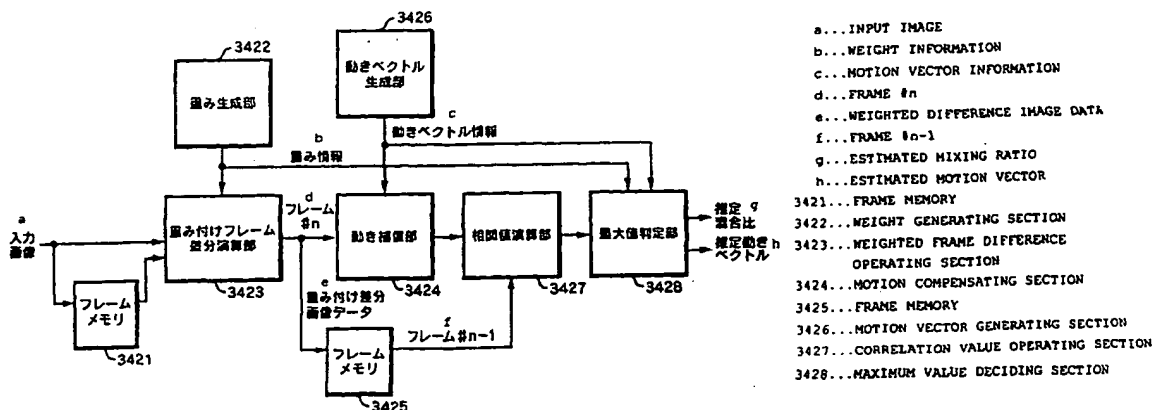 3422
重み生成部
3426
動きベクトル
生成部
c
動きベクトル情報
b
重み情報
a
入力
画像
重み付けフレーム
差分演算部
3423
d
フレーム
#n
動き補償部
3424
相関値演算部
3427
最大値判定部
3428
推定 g
混合比
推定動き h
ベクトル
フレーム
メモリ
3421
e
重み付け差分
画像データ
f
フレーム#n-1
フレーム
メモリ
3425
a...INPUT IMAGE
b...WEIGHT INFORMATION
c...MOTION VECTOR INFORMATION
d...FRAME #n
e...WEIGHTED DIFFERENCE IMAGE DATA
f...FRAME #n-1
g...ESTIMATED MIXING RATIO
h...ESTIMATED MOTION VECTOR
3421...FRAME MEMORY
3422...WEIGHT GENERATING SECTION
3423...WEIGHTED FRAME DIFFERENCE
OPERATING SECTION
3424...MOTION COMPENSATING SECTION
3425...FRAME MEMORY
3426...MOTION VECTOR GENERATING SECTION
3427...CORRELATION VALUE OPERATING SECTION
3428...MAXIMUM VALUE DECIDING SECTION